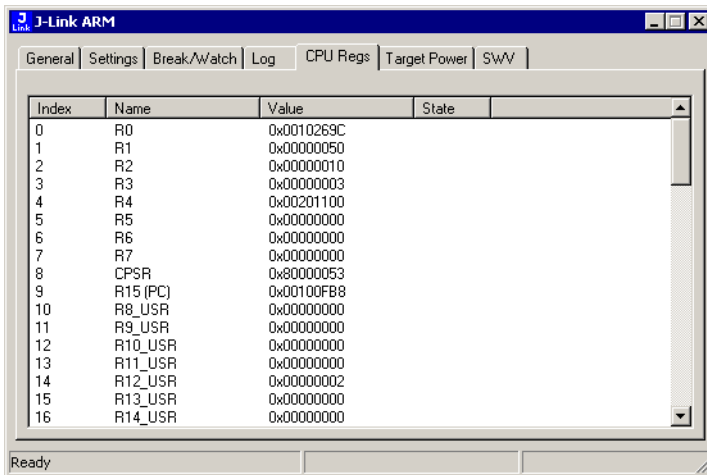 J Link J-Link ARM
General Settings Break/Watch Log CPU Regs Target Power SWV
Index Name Value State
0 R0 0x0010269C
1 R1 0x00000050
2 R2 0x00000010
3 R3 0x00000003
4 R4 0x00201100
5 R5 0x00000000
6 R6 0x00000000
7 R7 0x00000000
8 CPSR 0x80000053
9 R15 (PC) 0x00100FB8
10 R8_USR 0x00000000
11 R9_USR 0x00000000
12 R10_USR 0x00000000
13 R11_USR 0x00000000
14 R12_USR 0x00000002
15 R13_USR 0x00000000
16 R14_USR 0x00000000
Ready